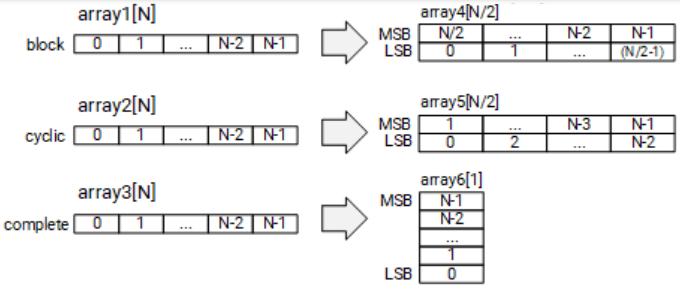 array1[N]
block 0 1 ... N-2 N-1
array4[N/2]
MSB N/2 ... N-2 N-1
LSB 0 1 ... (N/2-1)
array2[N]
cyclic 0 1 ... N-2 N-1
array5[N/2]
MSB 1 ... N-3 N-1
LSB 0 2 ... N-2
array3[N]
complete 0 1 ... N-2 N-1
array6[1]
MSB N-1
N-2
...
1
LSB 0